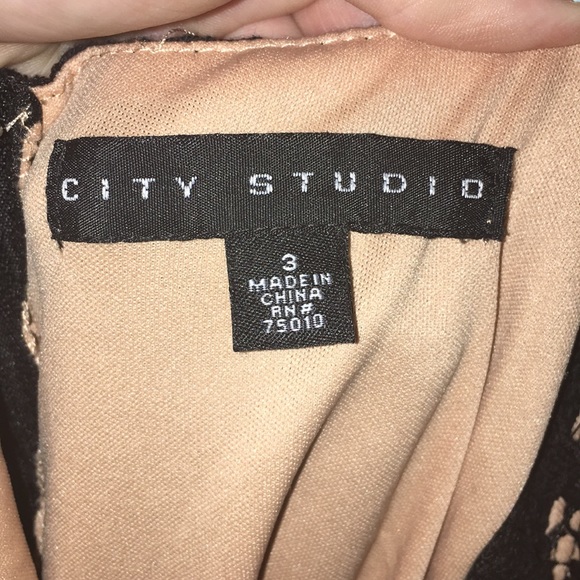 CITY STUDIO
3
MADE IN
CHINA
RN#
75010